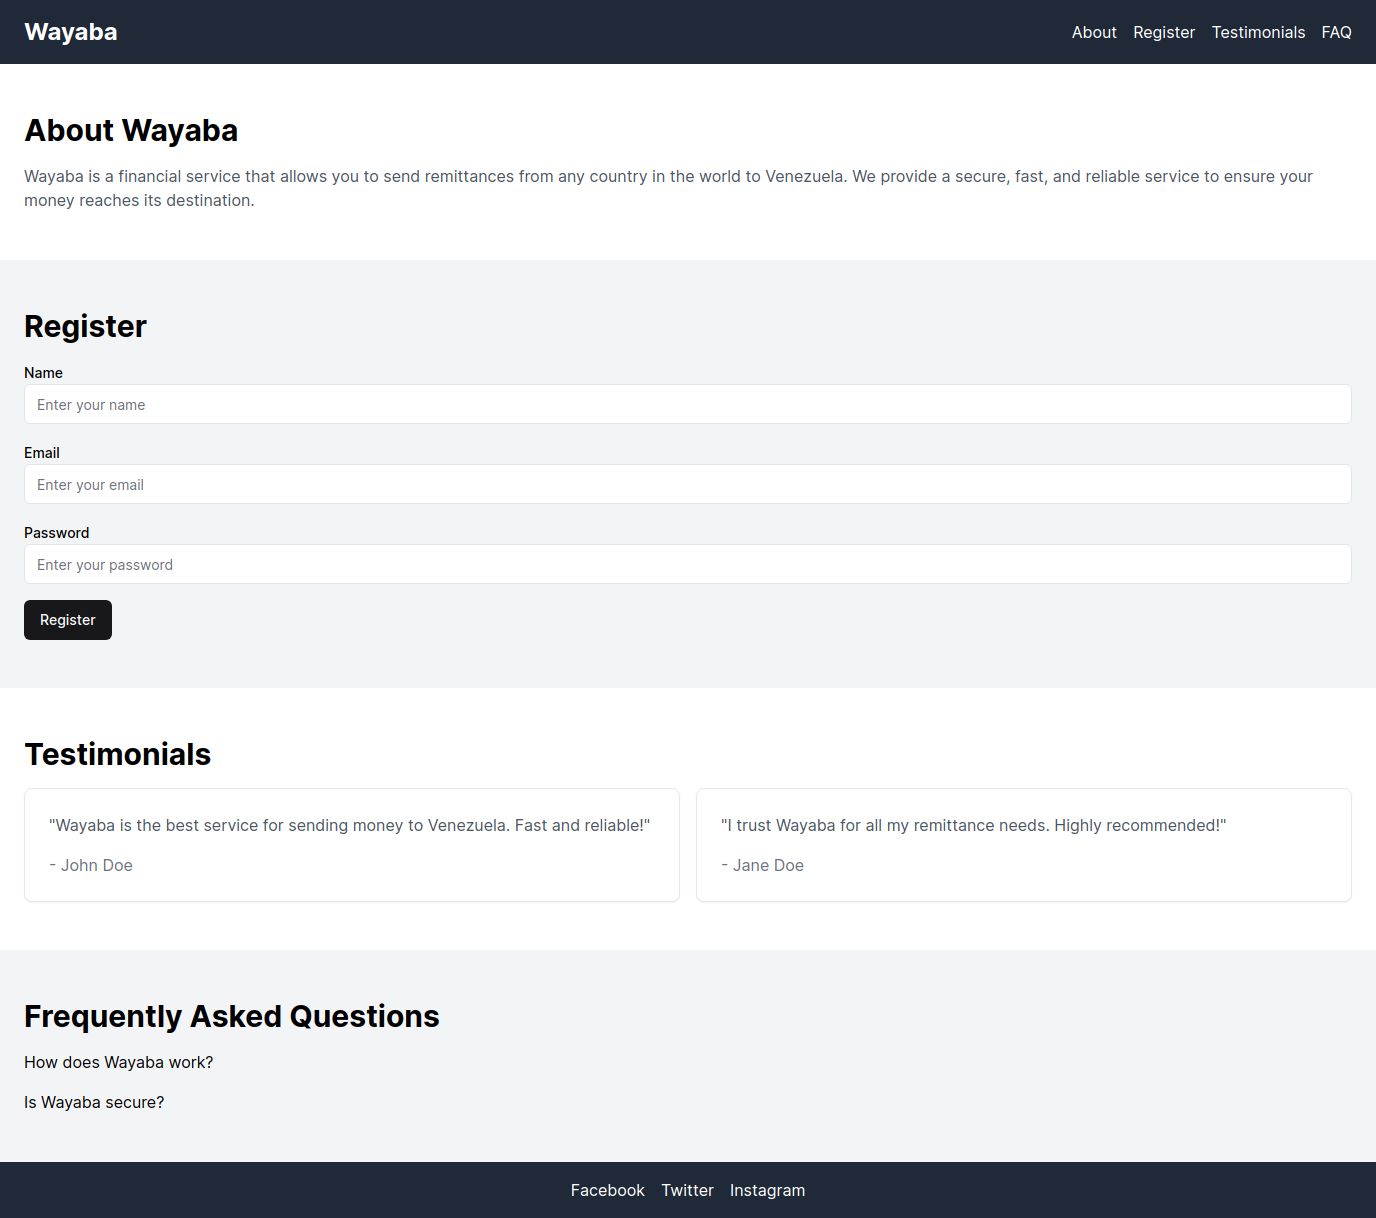 Wayaba
About Register Testimonials FAQ
About Wayaba
Wayaba is a financial service that allows you to send remittances from any country in the world to Venezuela. We provide a secure, fast, and reliable service to ensure your
money reaches its destination.
Register
Name
Enter your name
Email
Enter your email
Password
Enter your password
Register
Testimonials
"Wayaba is the best service for sending money to Venezuela. Fast and reliable!"
- John Doe
"I trust Wayaba for all my remittance needs. Highly recommended!"
- Jane Doe
Frequently Asked Questions
How does Wayaba work?
Is Wayaba secure?
Facebook Twitter Instagram